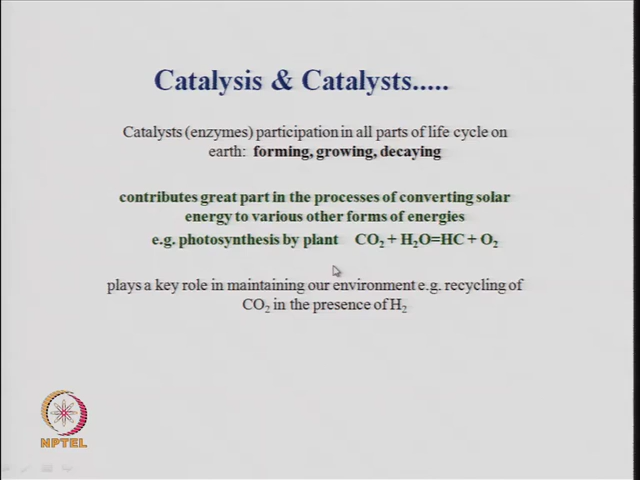 Catalysis & Catalysts.....
Catalysts (enzymes) participation in all parts of life cycle on
earth: forming, growing, decaying
contributes great part in the processes of converting solar
energy to various other forms of energies
e.g. photosynthesis by plant CO₂ + H₂O=HC + O₂
plays a key role in maintaining our environment e.g. recycling of
CO₂ in the presence of H₂
NPTEL